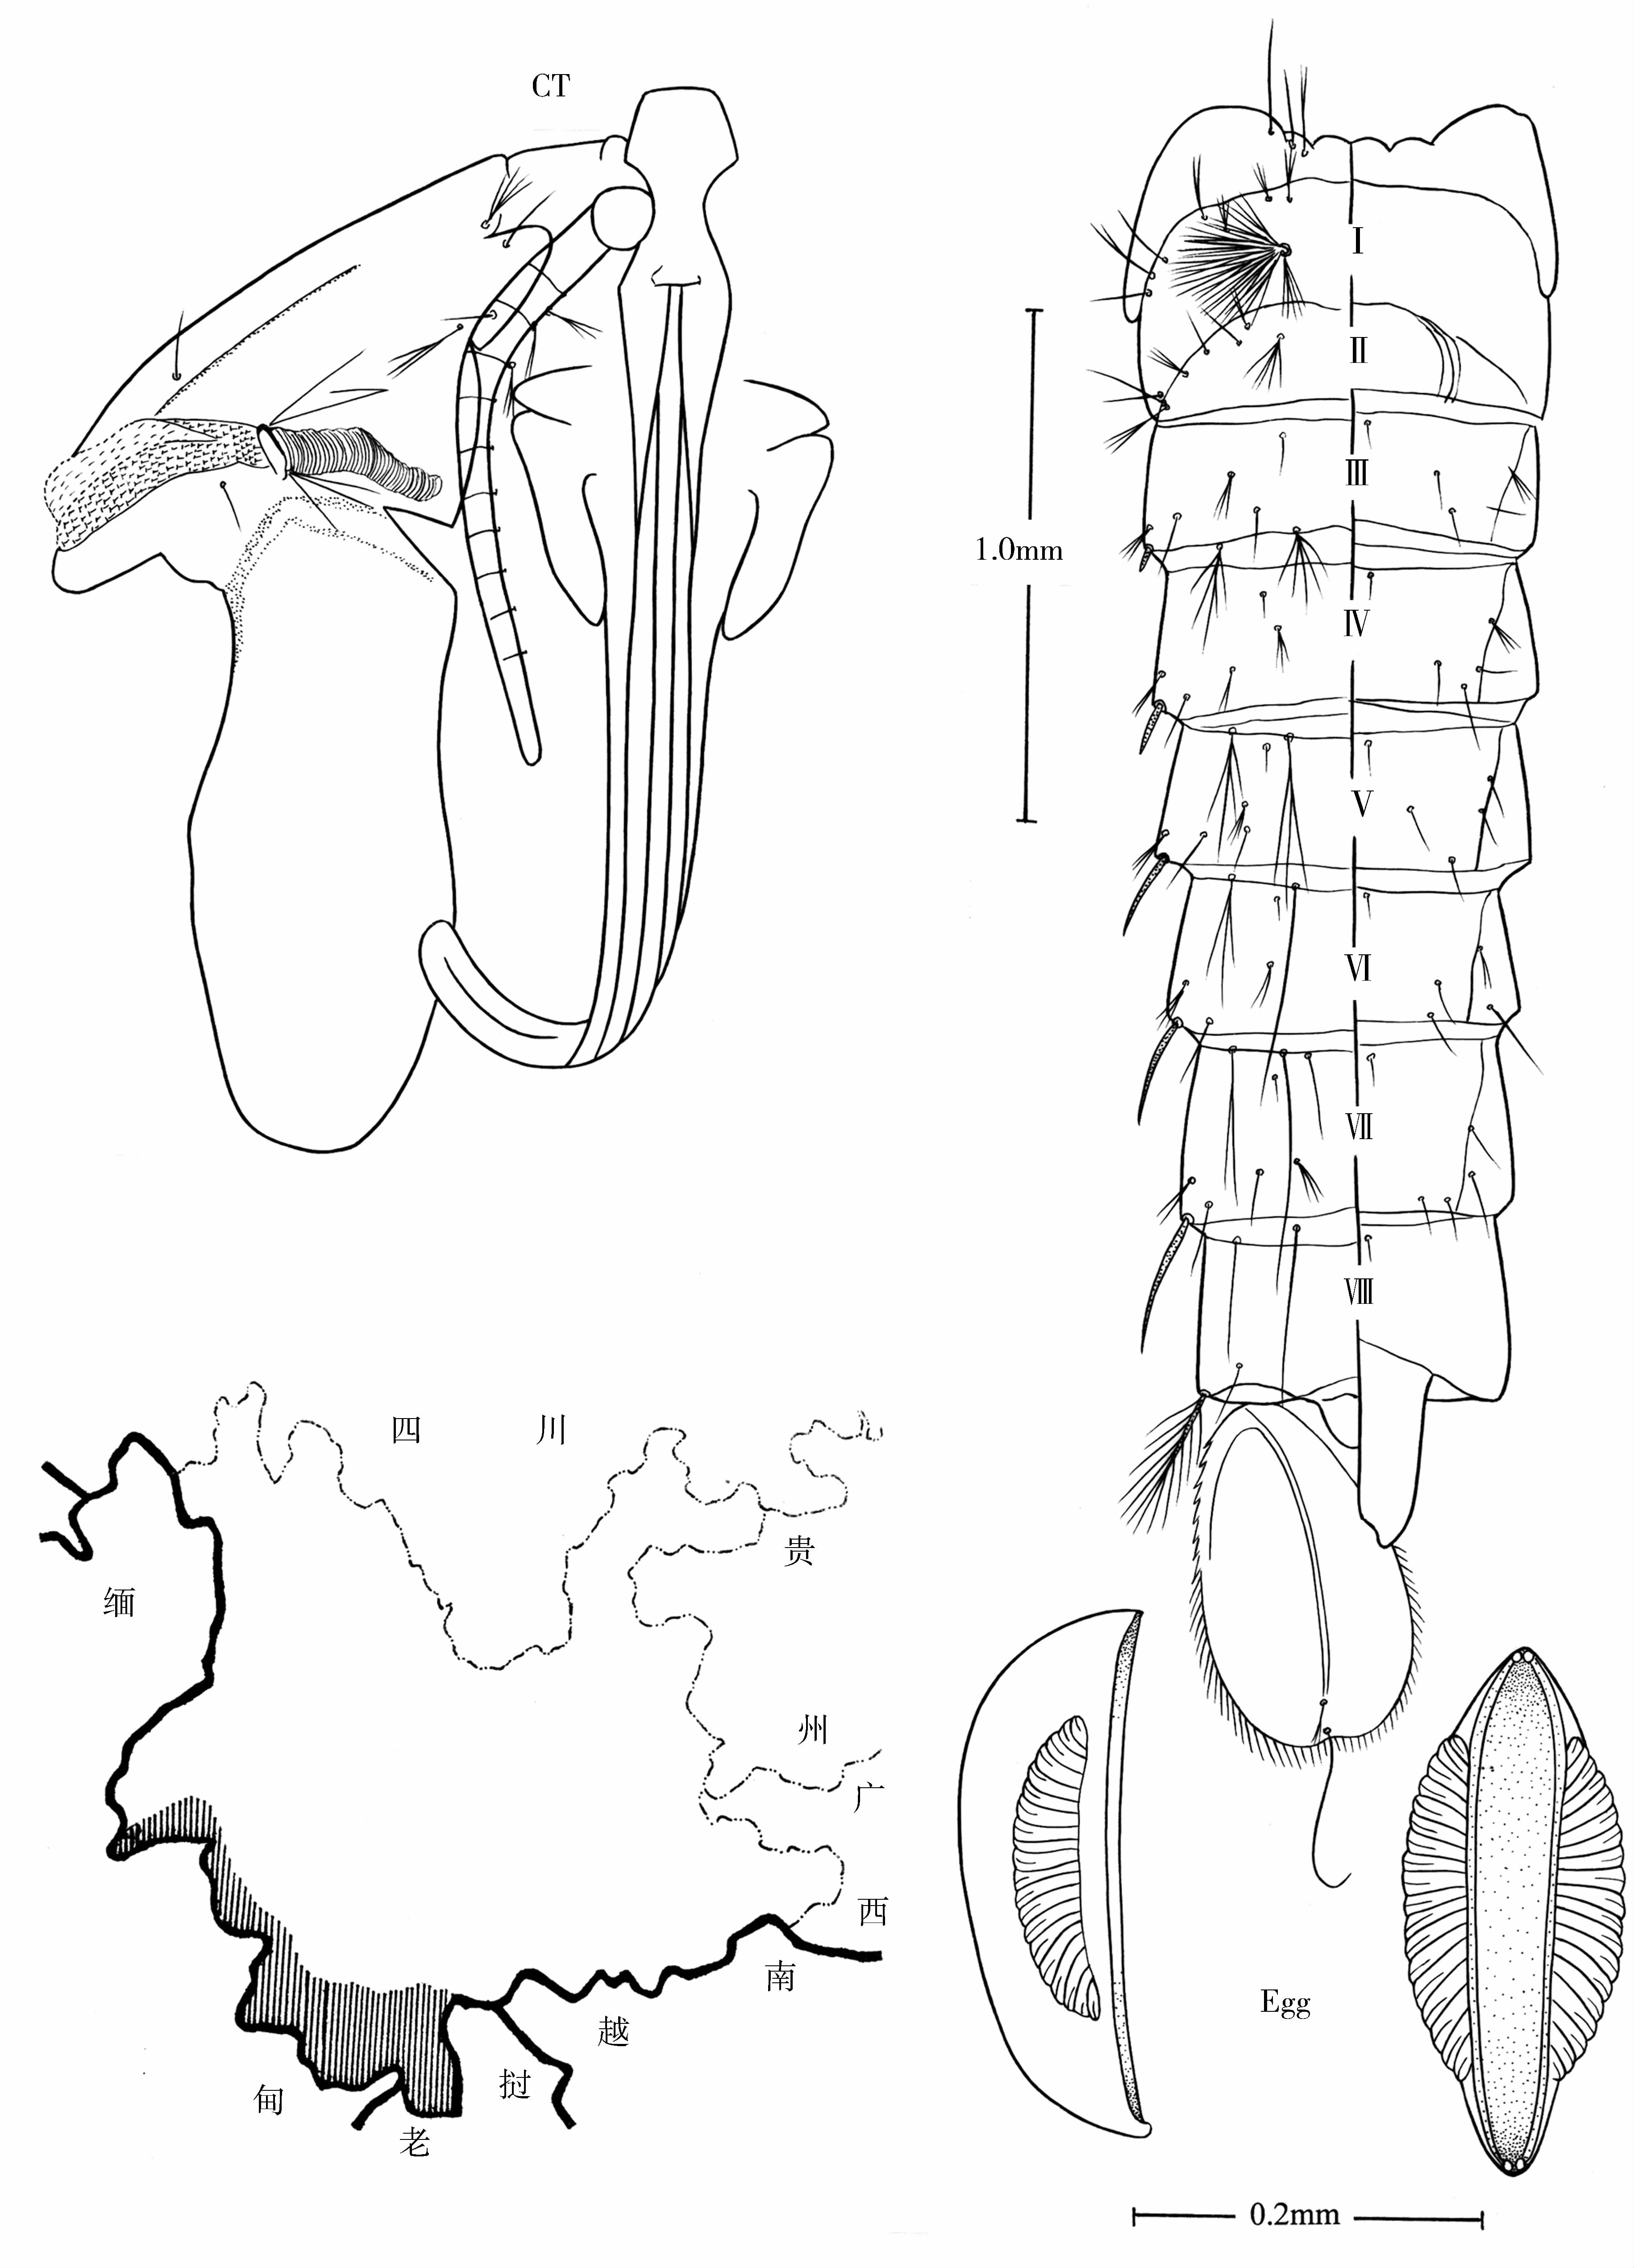 CT
1.0mm
Ⅰ
Ⅱ
Ⅲ
Ⅳ
Ⅴ
Ⅵ
Ⅶ
Ⅷ
四 川
贵
缅
州
广
西
南
越
挝
甸
老
Egg
0.2mm